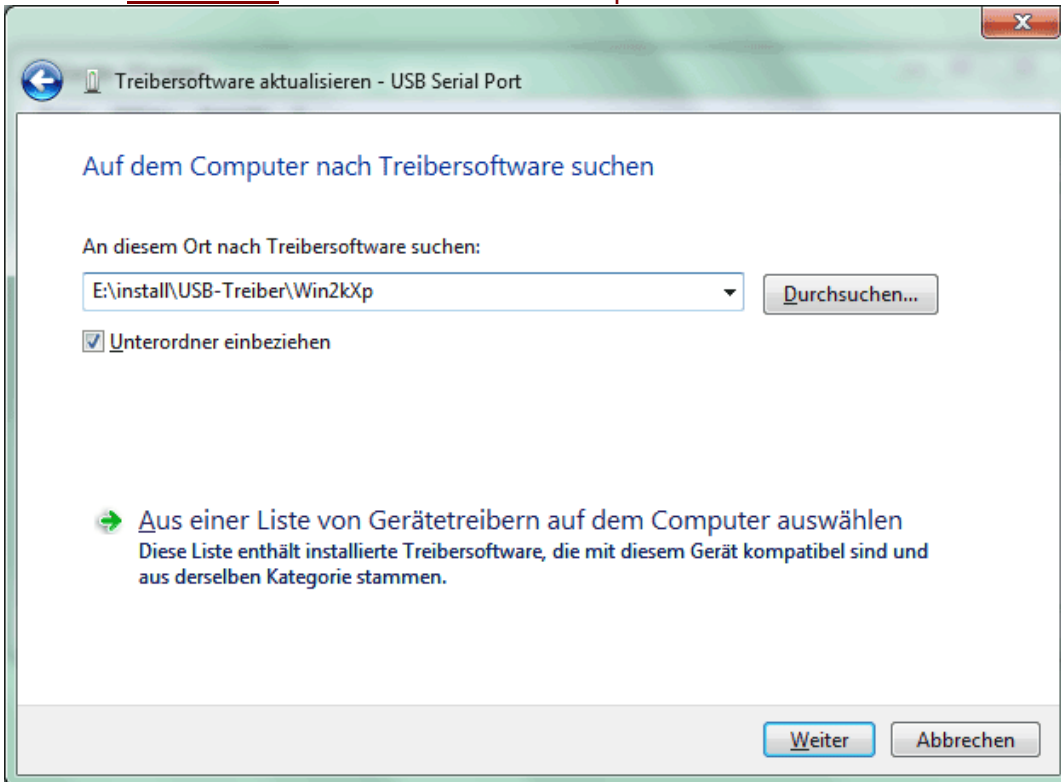 Treibersoftware aktualisieren - USB Serial Port
Auf dem Computer nach Treibersoftware suchen
An diesem Ort nach Treibersoftware suchen:
E:\install\USB-Treiber\Win2kXp
Durchsuchen...
Unterordner einbeziehen
Aus einer Liste von Gerätetreibern auf dem Computer auswählen
Diese Liste enthält installierte Treibersoftware, die mit diesem Gerät kompatibel sind und
aus derselben Kategorie stammen.
Weiter
Abbrechen